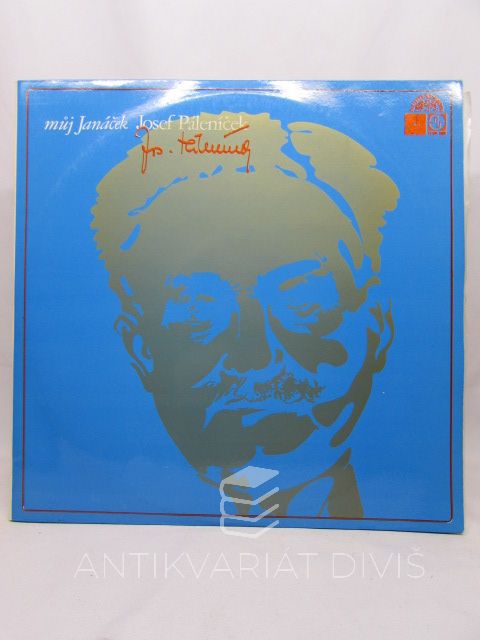 můj Janáček Josef Páleníček
Jos. Páleníček
ANTIKVARIÁT DIVIŠ